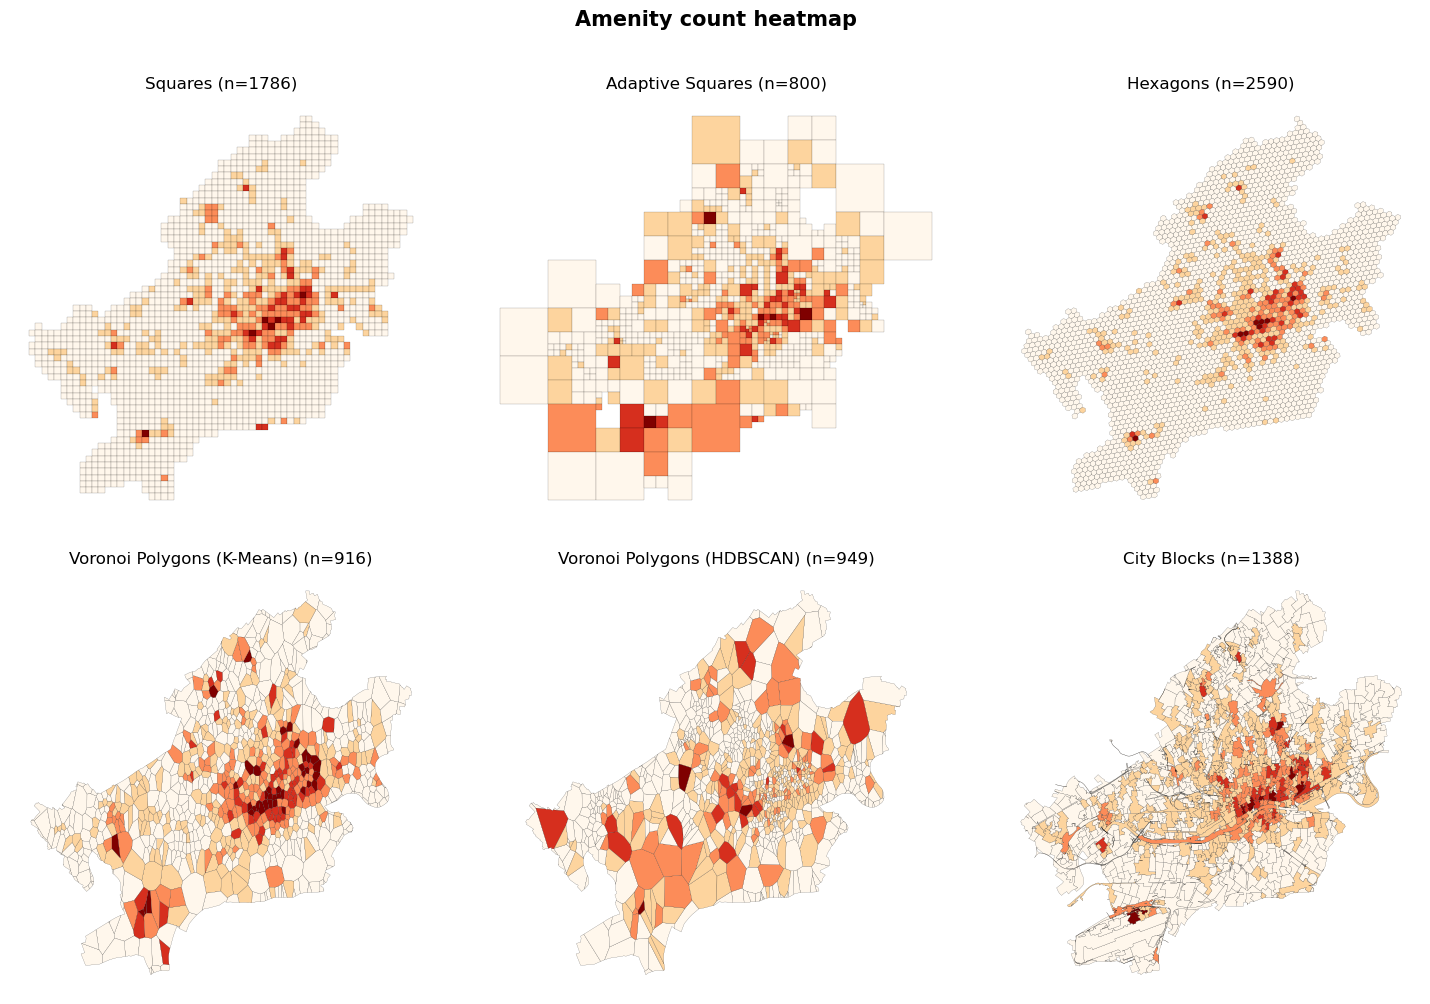 Amenity count heatmap
Squares (n=1786)
Adaptive Squares (n=800)
Hexagons (n=2590)
Voronoi Polygons (K-Means) (n=916)
Voronoi Polygons (HDBSCAN) (n=949)
City Blocks (n=1388)